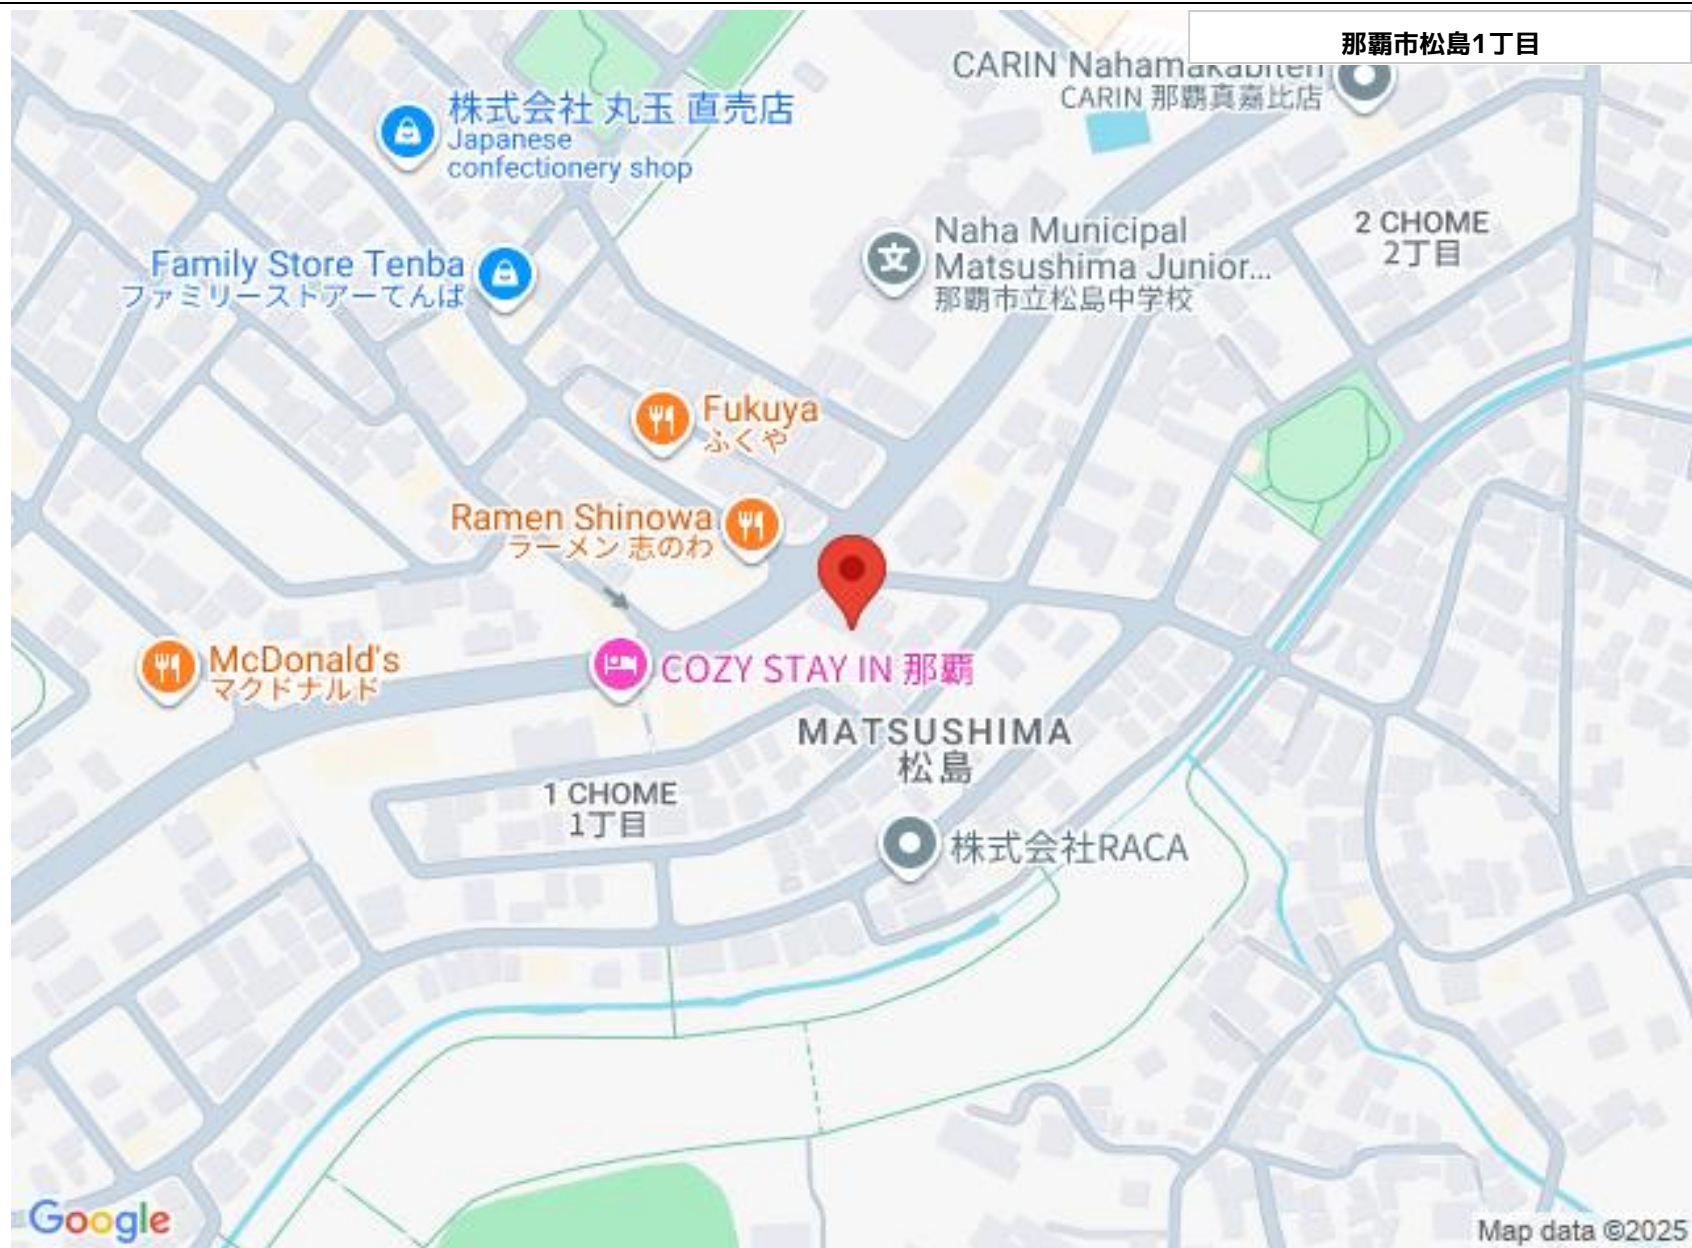 那覇市松島1丁目
CARIN Nahamakabiten
CARIN 那覇真嘉比店
株式会社 丸玉 直売店
Japanese
confectionery shop
Naha Municipal
Matsushima Junior...
那覇市立松島中学校
2 CHOME
2丁目
Family Store Tenba
ファミリーストアーてんば
Fukuya
ふくや
Ramen Shinowa
ラーメン 志のわ
McDonald's
マクドナルド
COZY STAY IN 那覇
MATSUSHIMA
松島
1 CHOME
1丁目
株式会社RACA
Google
Map data ©2025